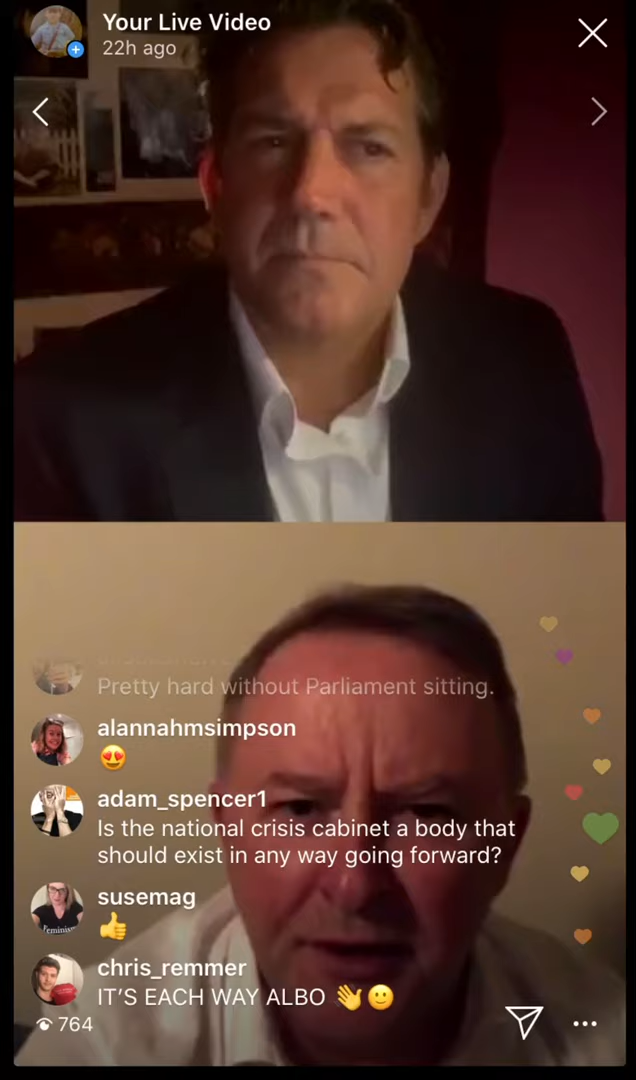 Your Live Video
22h ago
Pretty hard without Parliament sitting.
alannahmsimpson
😍
adam_spencer1
Is the national crisis cabinet a body that
should exist in any way going forward?
susemag
👍
chris_remmer
IT'S EACH WAY ALBO 👋🙂
764